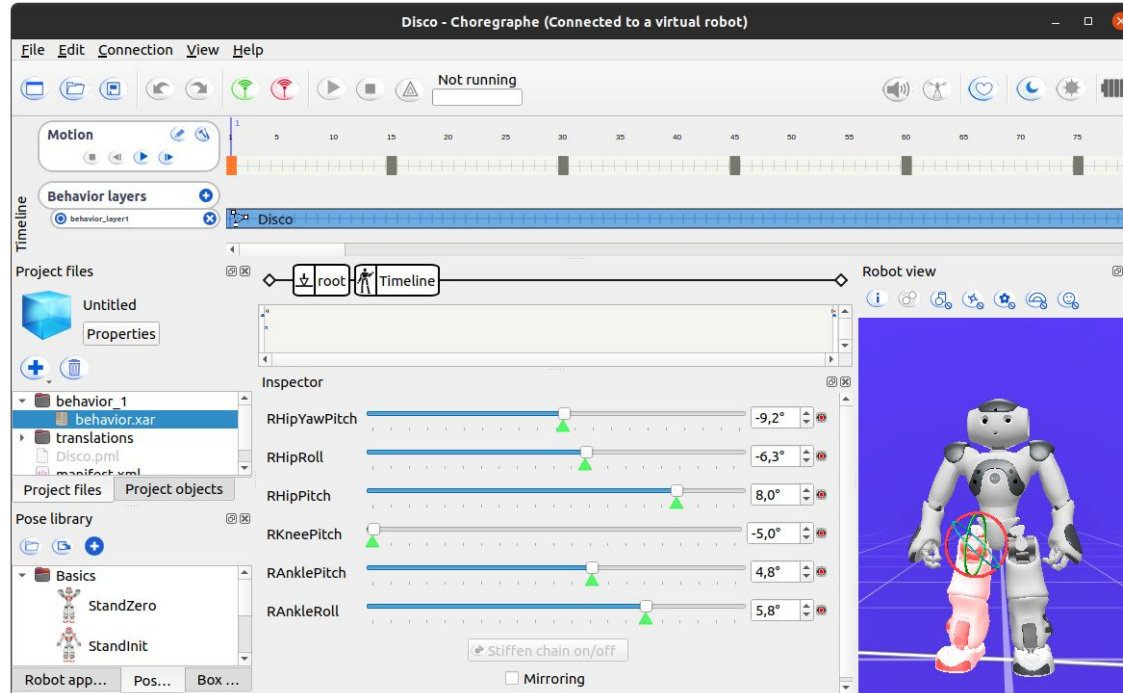 Disco - Choregraphe (Connected to a virtual robot)
File Edit Connection View Help
Not running
Motion
1
5 10 15 20 25 30 35 40 45 50 55 60 65 70 75
Timeline
Behavior layers
behavior_layer1
Disco
Project files
Untitled
Properties
behavior_1
behavior.xar
translations
Disco.pml
manifest.xml
Project files Project objects
Pose library
Basics
StandZero
StandInit
Robot app... Pos... Box ...
root Timeline
Inspector
RHipYawPitch -9,2°
RHipRoll -6,3°
RHipPitch 8,0°
RKneePitch -5,0°
RAnklePitch 4,8°
RAnkleRoll 5,8°
Stiffen chain on/off
Mirroring
Robot view